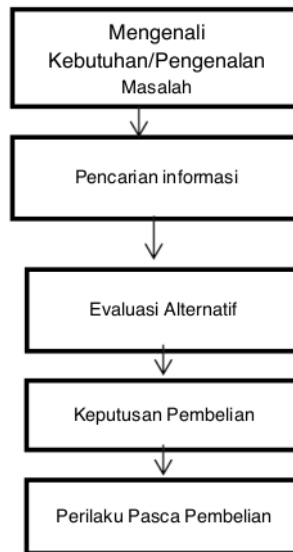 Mengenali
Kebutuhan/Pengenalan
Masalah
Pencarian informasi
Evaluasi Alternatif
Keputusan Pembelian
Perilaku Pasca Pembelian